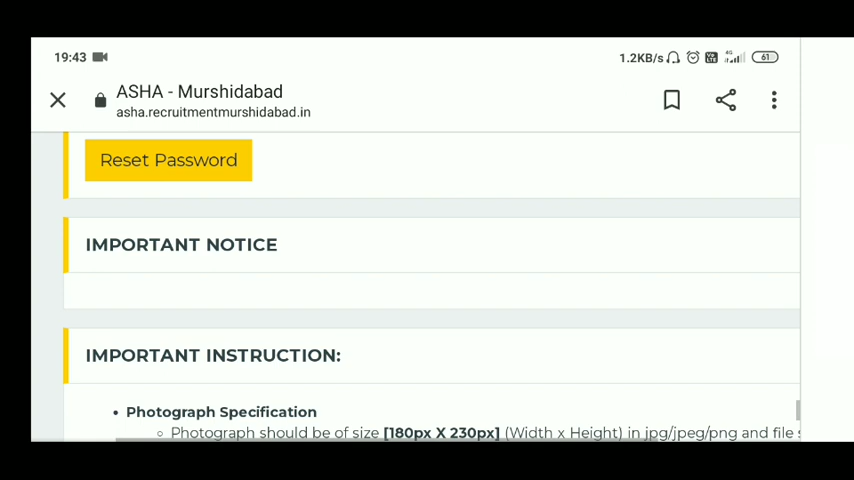 19:43
1.2KB/s 4G 61
ASHA - Murshidabad
asha.recruitmentmurshidabad.in
Reset Password
IMPORTANT NOTICE
IMPORTANT INSTRUCTION:
• Photograph Specification
Photograph should be of size [180px X 230px] (Width x Height) in jpg/jpeg/png and file